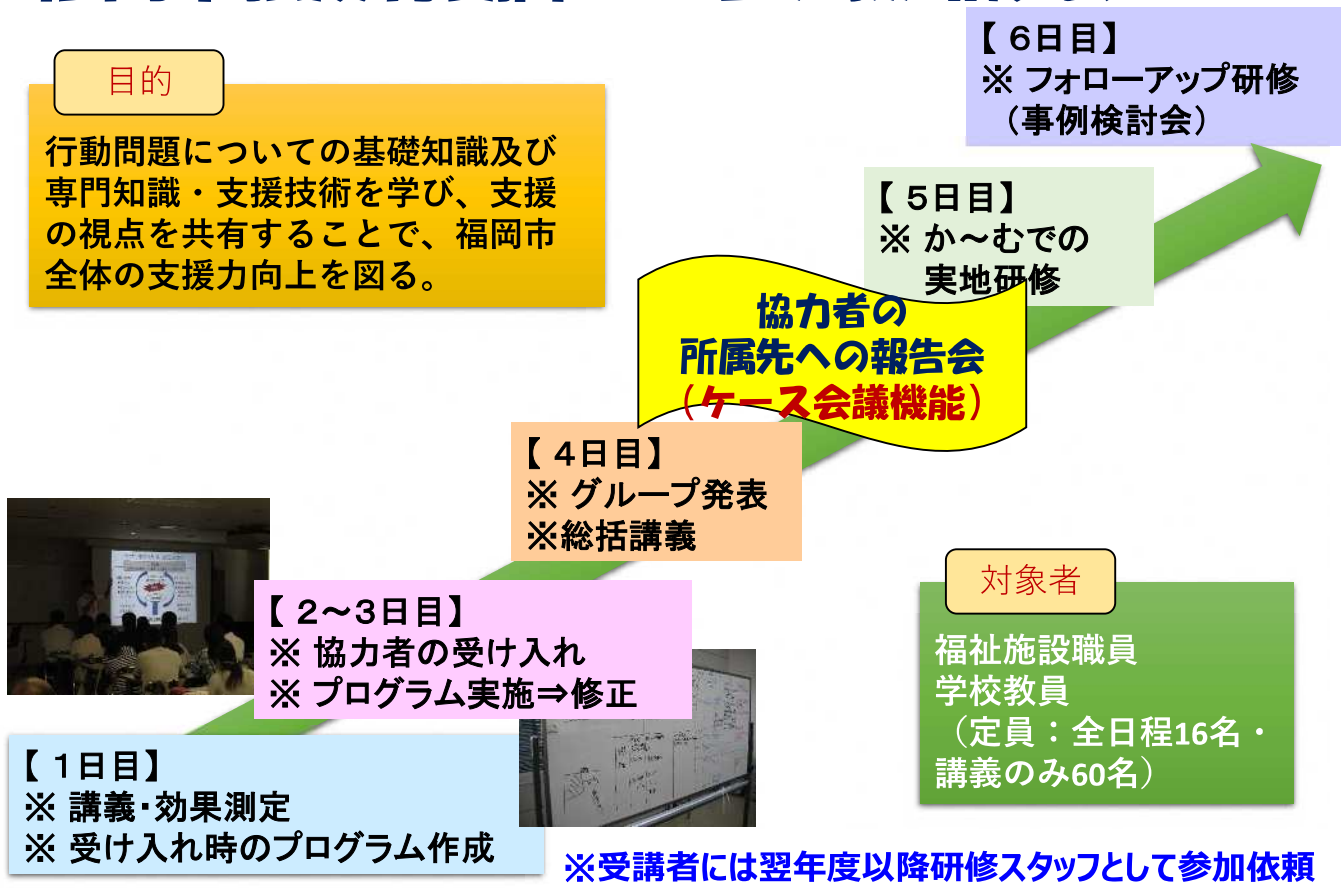 目的
行動問題についての基礎知識及び
専門知識・支援技術を学び、支援
の視点を共有することで、福岡市
全体の支援力向上を図る。
【 6日目】
※ フォローアップ研修
（事例検討会）
【 5日目】
※ か～むでの
実地研修
協力者の
所属先への報告会
（ケース会議機能）
【 4日目】
※ グループ発表
※総括講義
【 2～3日目】
※ 協力者の受け入れ
※ プログラム実施⇒修正
【 1日目】
※ 講義・効果測定
※ 受け入れ時のプログラム作成
対象者
福祉施設職員
学校教員
（定員：全日程16名・
講義のみ60名）
※受講者には翌年度以降研修スタッフとして参加依頼